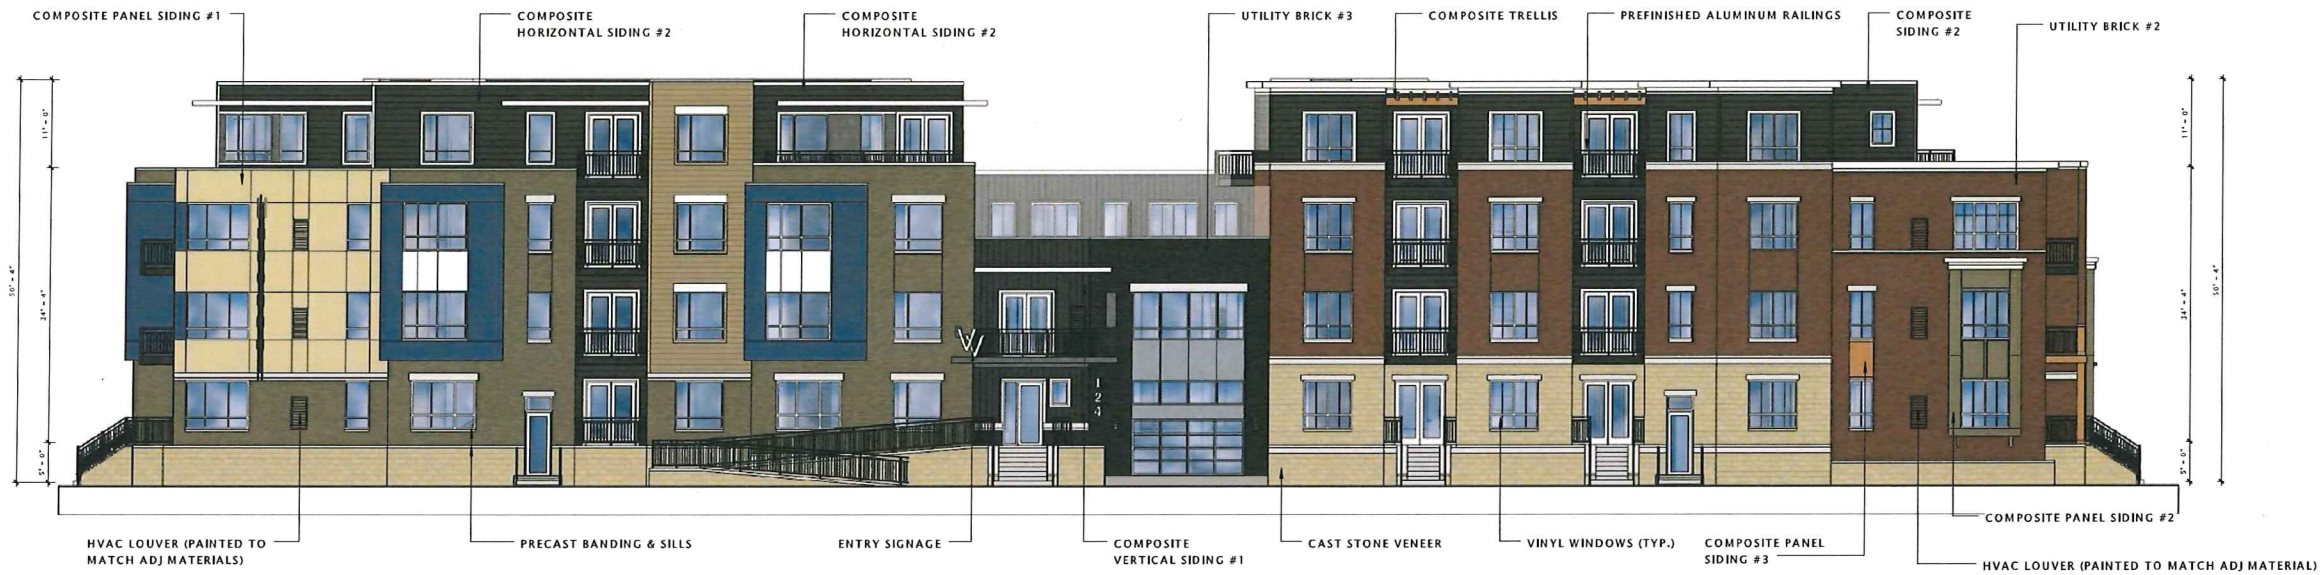 COMPOSITE PANEL SIDING #1
COMPOSITE
HORIZONTAL SIDING #2
COMPOSITE
HORIZONTAL SIDING #2
UTILITY BRICK #3
COMPOSITE TRELLIS
PREFINISHED ALUMINUM RAILINGS
COMPOSITE
SIDING #2
UTILITY BRICK #2
11' - 0"
50' - 4"
34' - 4"
5' - 0"
11' - 0"
34' - 4"
50' - 4"
5' - 0"
W
124
HVAC LOUVER (PAINTED TO
MATCH ADJ MATERIALS)
PRECAST BANDING & SILLS
ENTRY SIGNAGE
COMPOSITE
VERTICAL SIDING #1
CAST STONE VENEER
VINYL WINDOWS (TYP.)
COMPOSITE PANEL
SIDING #3
COMPOSITE PANEL SIDING #2
HVAC LOUVER (PAINTED TO MATCH ADJ MATERIAL)